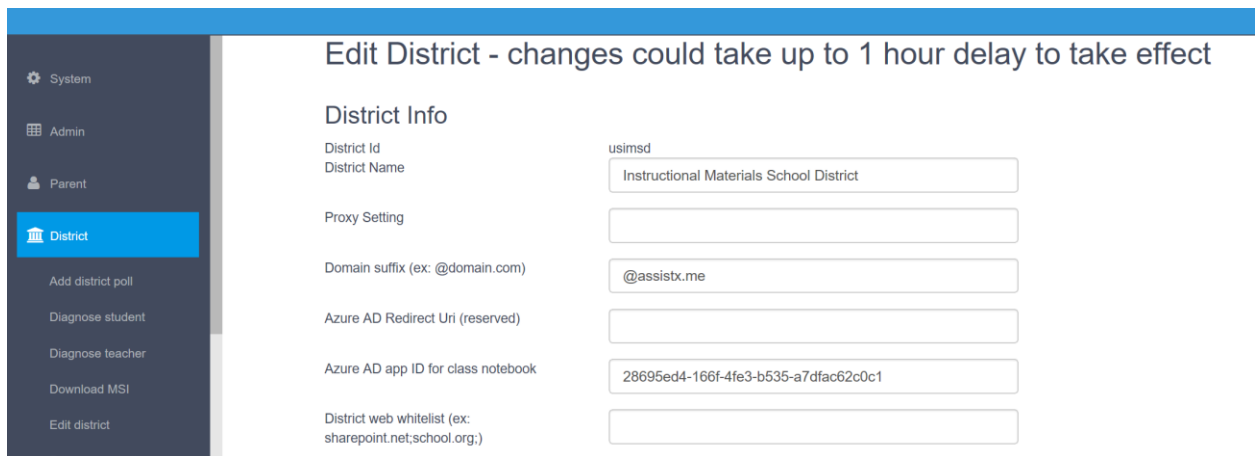 Edit District - changes could take up to 1 hour delay to take effect
System
Admin
Parent
District
Add district poll
Diagnose student
Diagnose teacher
Download MSI
Edit district
District Info
District Id
usimsd
District Name
Instructional Materials School District
Proxy Setting
Domain suffix (ex: @domain.com)
@assistx.me
Azure AD Redirect Uri (reserved)
Azure AD app ID for class notebook
28695ed4-166f-4fe3-b535-a7dfac62c0c1
District web whitelist (ex:
sharepoint.net;school.org;)